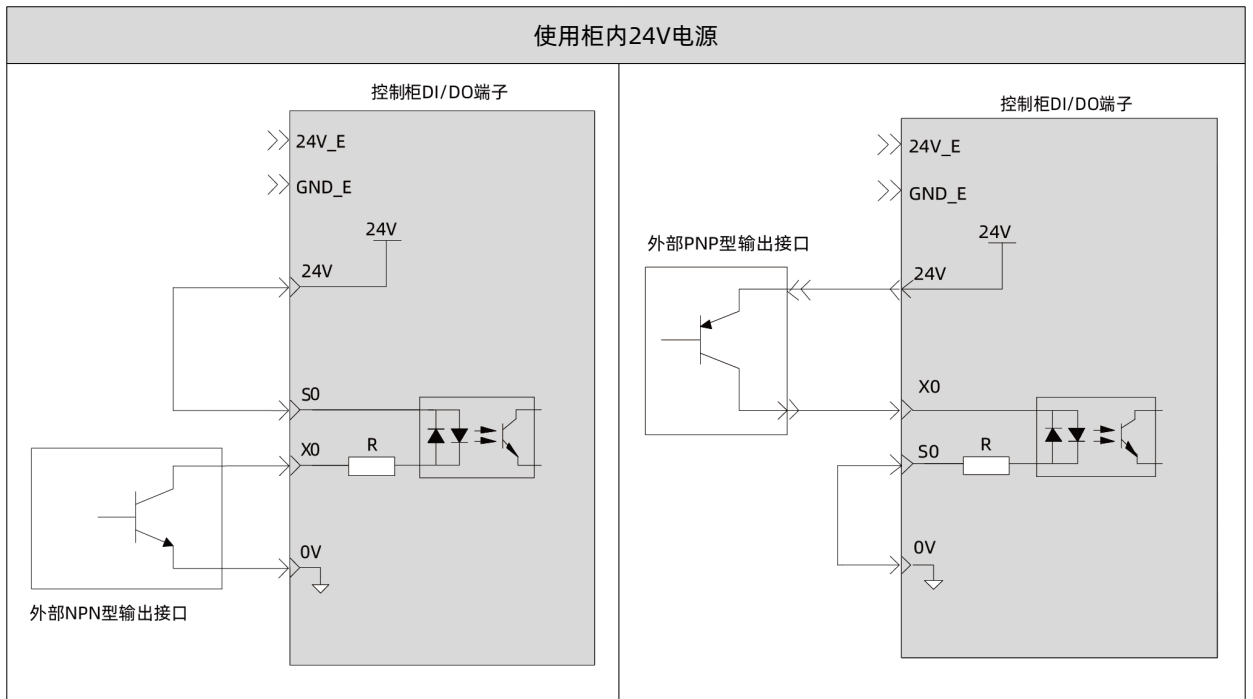 使用柜内24V电源
控制柜DI/DO端子
24V_E
GND_E
24V
24V
S0
X0
R
0V
外部NPN型输出接口
控制柜DI/DO端子
24V_E
GND_E
外部PNP型输出接口
24V
24V
X0
S0
R
0V